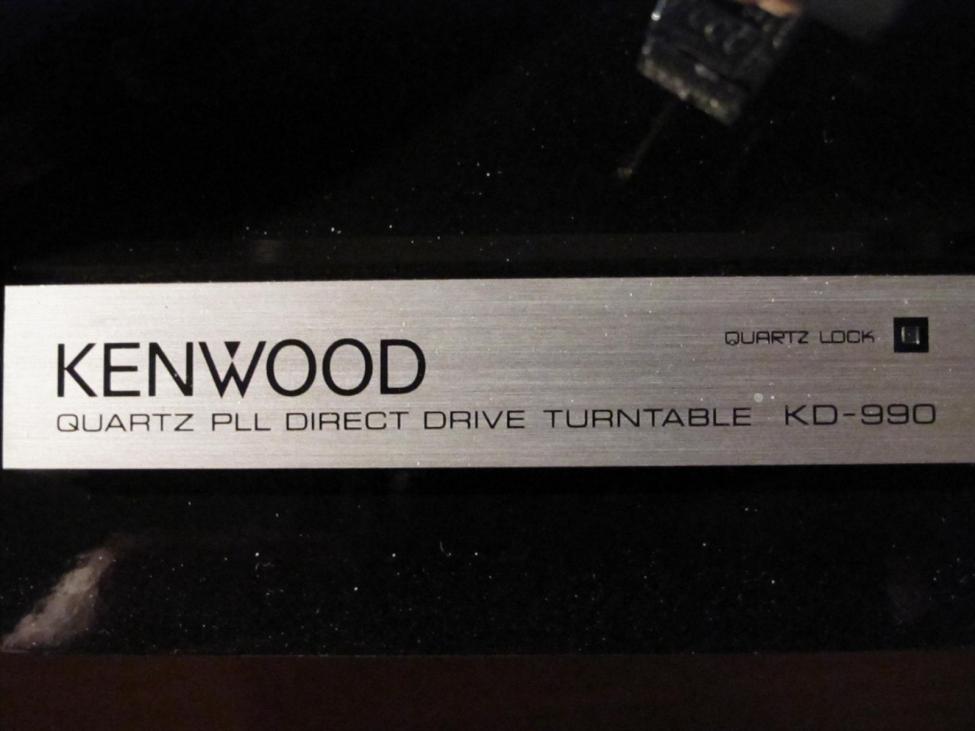 QUARTZ LOCK
KENWOOD
QUARTZ PLL DIRECT DRIVE TURNTABLE KD-990